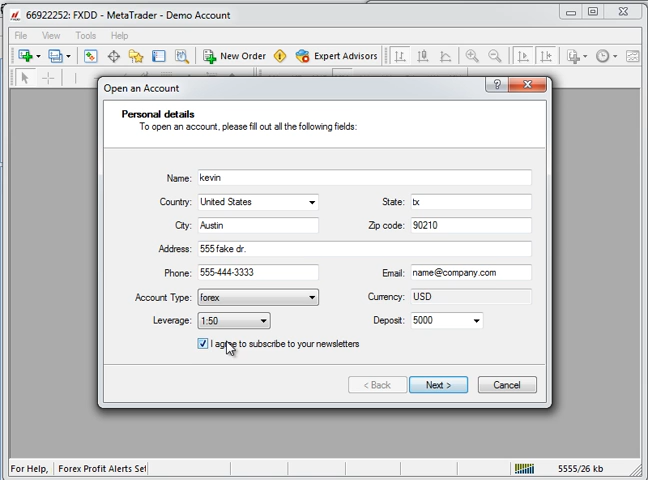 66922252: FXDD - MetaTrader - Demo Account
File View Tools Help
New Order Expert Advisors
Open an Account
Personal details
To open an account, please fill out all the following fields:
Name: kevin
Country: United States State: tx
City: Austin Zip code: 90210
Address: 555 fake dr.
Phone: 555-444-3333 Email: name@company.com
Account Type: forex Currency: USD
Leverage: 1:50 Deposit: 5000
I agree to subscribe to your newsletters
< Back Next > Cancel
For Help, Forex Profit Alerts Set 5555/26 kb